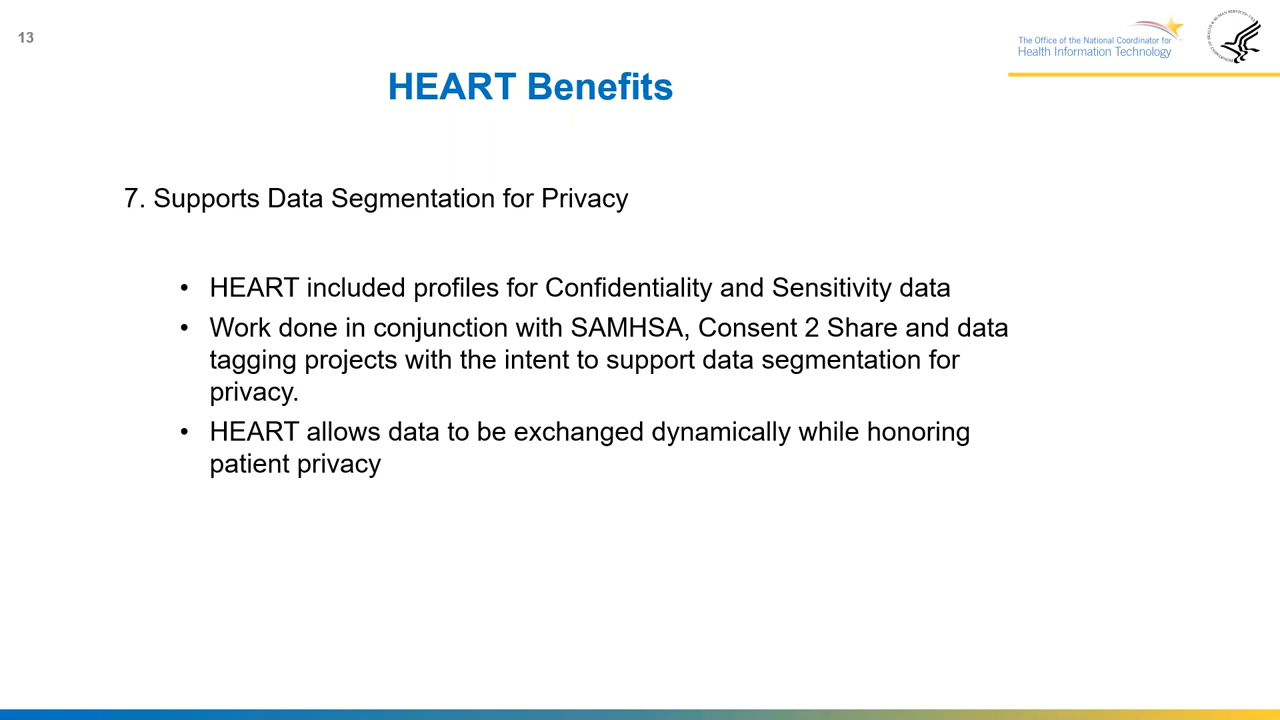 13
The Office of the National Coordinator for
Health Information Technology
HEART Benefits
7. Supports Data Segmentation for Privacy
• HEART included profiles for Confidentiality and Sensitivity data
• Work done in conjunction with SAMHSA, Consent 2 Share and data
tagging projects with the intent to support data segmentation for
privacy.
• HEART allows data to be exchanged dynamically while honoring
patient privacy